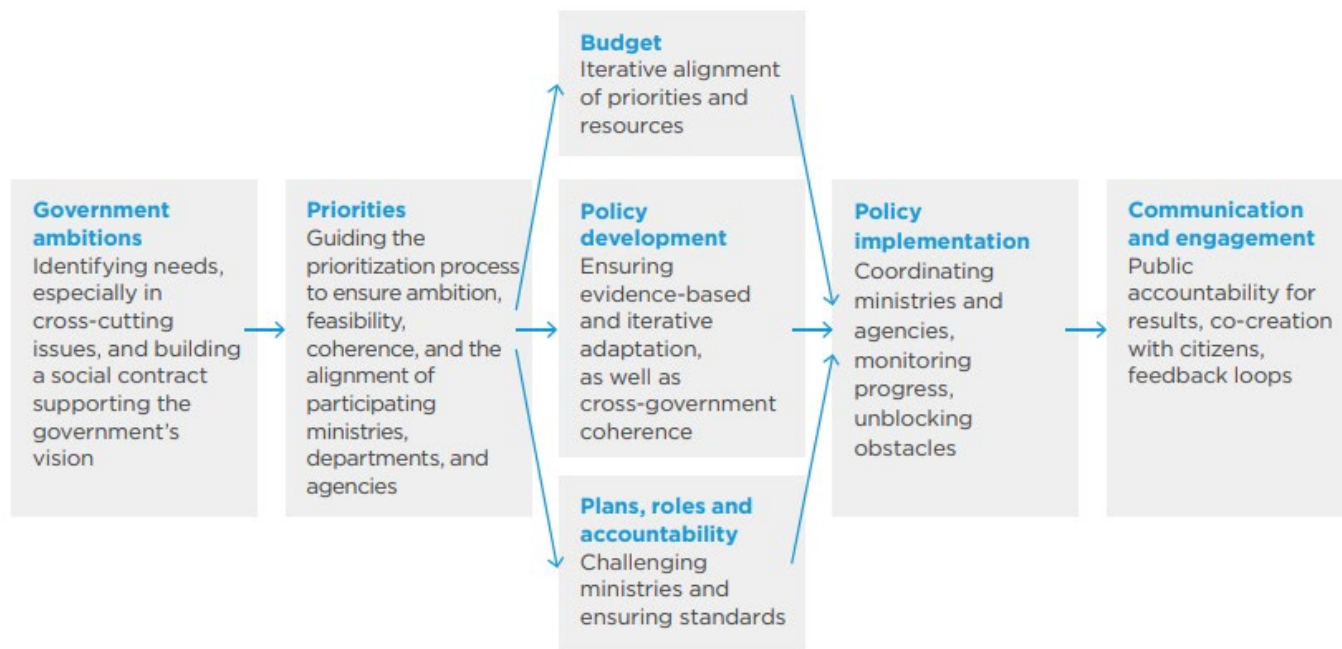 Government
ambitions
Identifying needs,
especially in
cross-cutting
issues, and building
a social contract
supporting the
government's
vision
Priorities
Guiding the
prioritization process
to ensure ambition,
feasibility,
coherence, and the
alignment of
participating
ministries,
departments, and
agencies
Budget
Iterative alignment
of priorities and
resources
Policy
development
Ensuring
evidence-based
and iterative
adaptation,
as well as
cross-government
coherence
Plans, roles and
accountability
Challenging
ministries and
ensuring standards
Policy
implementation
Coordinating
ministries and
agencies,
monitoring
progress,
unblocking
obstacles
Communication
and engagement
Public
accountability for
results, co-creation
with citizens,
feedback loops